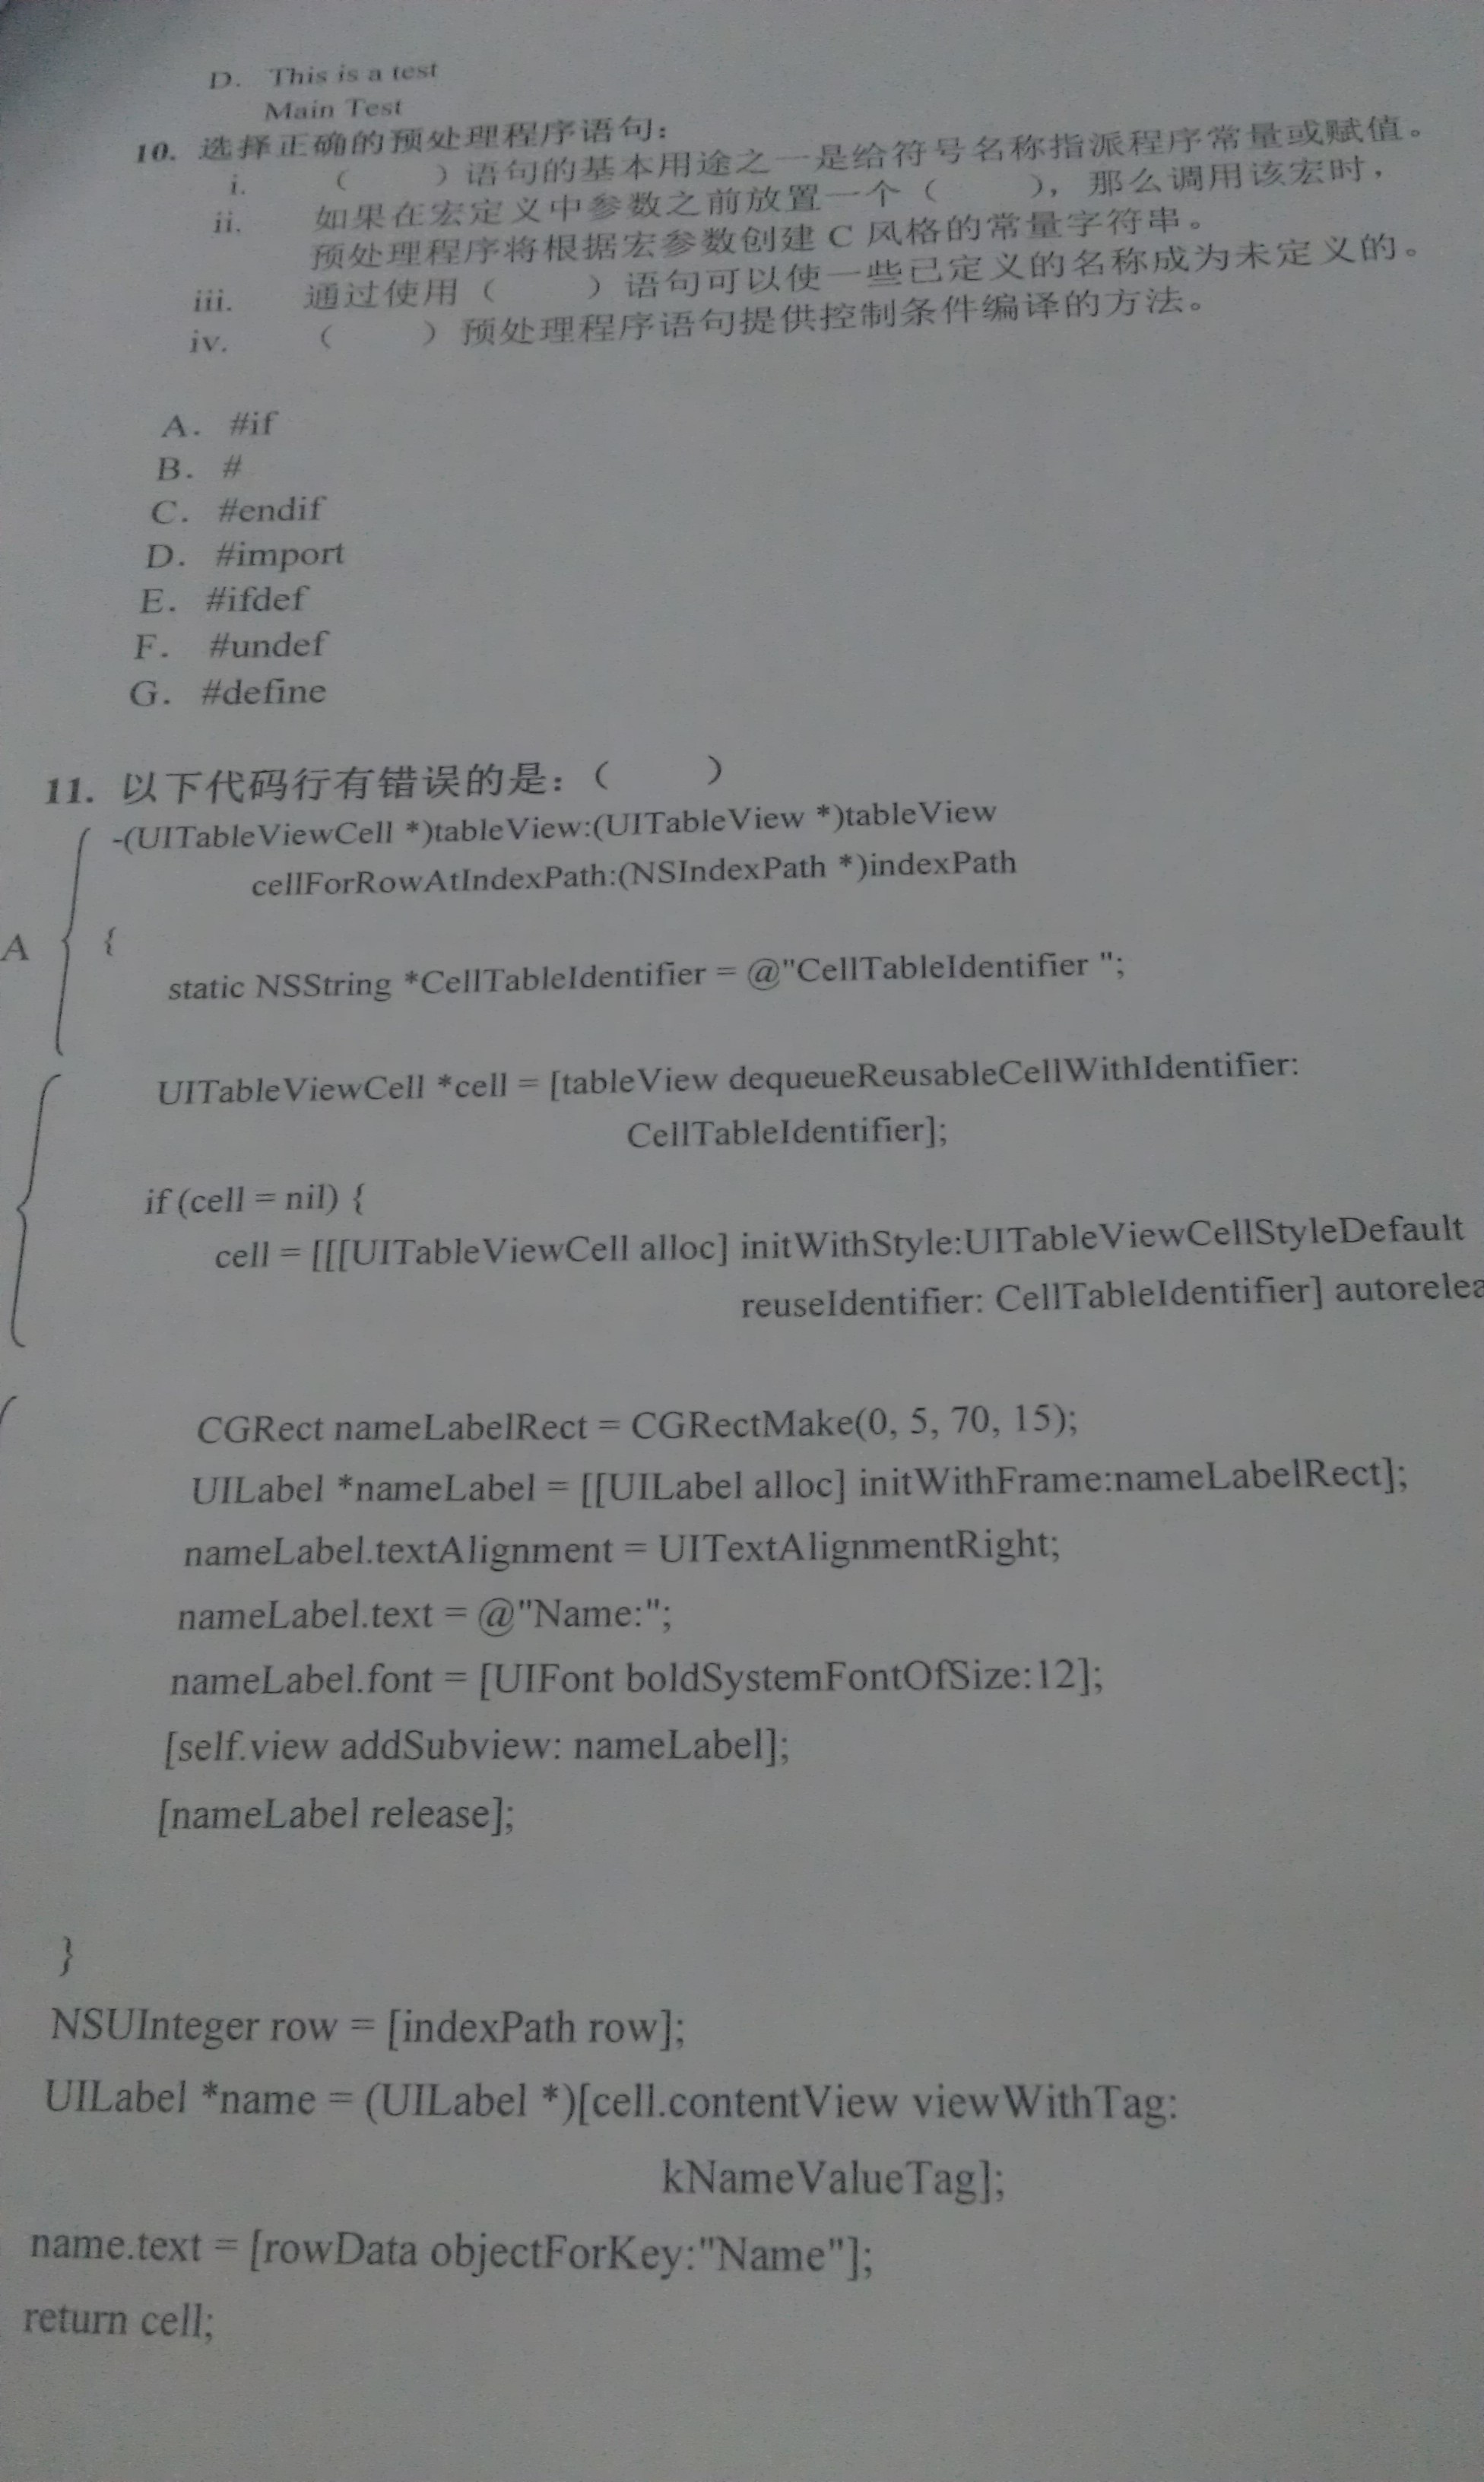 D. This is a test
Main Test
10. 选择正确的预处理程序语句：
i. （ ）语句的基本用途之一是给符号名称指派程序常量或赋值。
ii. 如果在宏定义中参数之前放置一个（ ），那么调用该宏时，
预处理程序将根据宏参数创建 C 风格的常量字符串。
iii. 通过使用（ ）语句可以使一些已定义的名称成为未定义的。
iv. （ ）预处理程序语句提供控制条件编译的方法。
A. #if
B. #
C. #endif
D. #import
E. #ifdef
F. #undef
G. #define
11. 以下代码行有错误的是：（ ）
-(UITableViewCell *)tableView:(UITableView *)tableView
cellForRowAtIndexPath:(NSIndexPath *)indexPath
A {
static NSString *CellTableIdentifier = @"CellTableIdentifier ";
UITableViewCell *cell = [tableView dequeueReusableCellWithIdentifier:
CellTableIdentifier];
if (cell = nil) {
cell = [[[UITableViewCell alloc] initWithStyle:UITableViewCellStyleDefault
reuseIdentifier: CellTableIdentifier] autorelea
CGRect nameLabelRect = CGRectMake(0, 5, 70, 15);
UILabel *nameLabel = [[UILabel alloc] initWithFrame:nameLabelRect];
nameLabel.textAlignment = UITextAlignmentRight;
nameLabel.text = @"Name:";
nameLabel.font = [UIFont boldSystemFontOfSize:12];
[self.view addSubview: nameLabel];
[nameLabel release];
}
NSUInteger row = [indexPath row];
UILabel *name = (UILabel *)[cell.contentView viewWithTag:
kNameValueTag];
name.text = [rowData objectForKey:"Name"];
return cell;